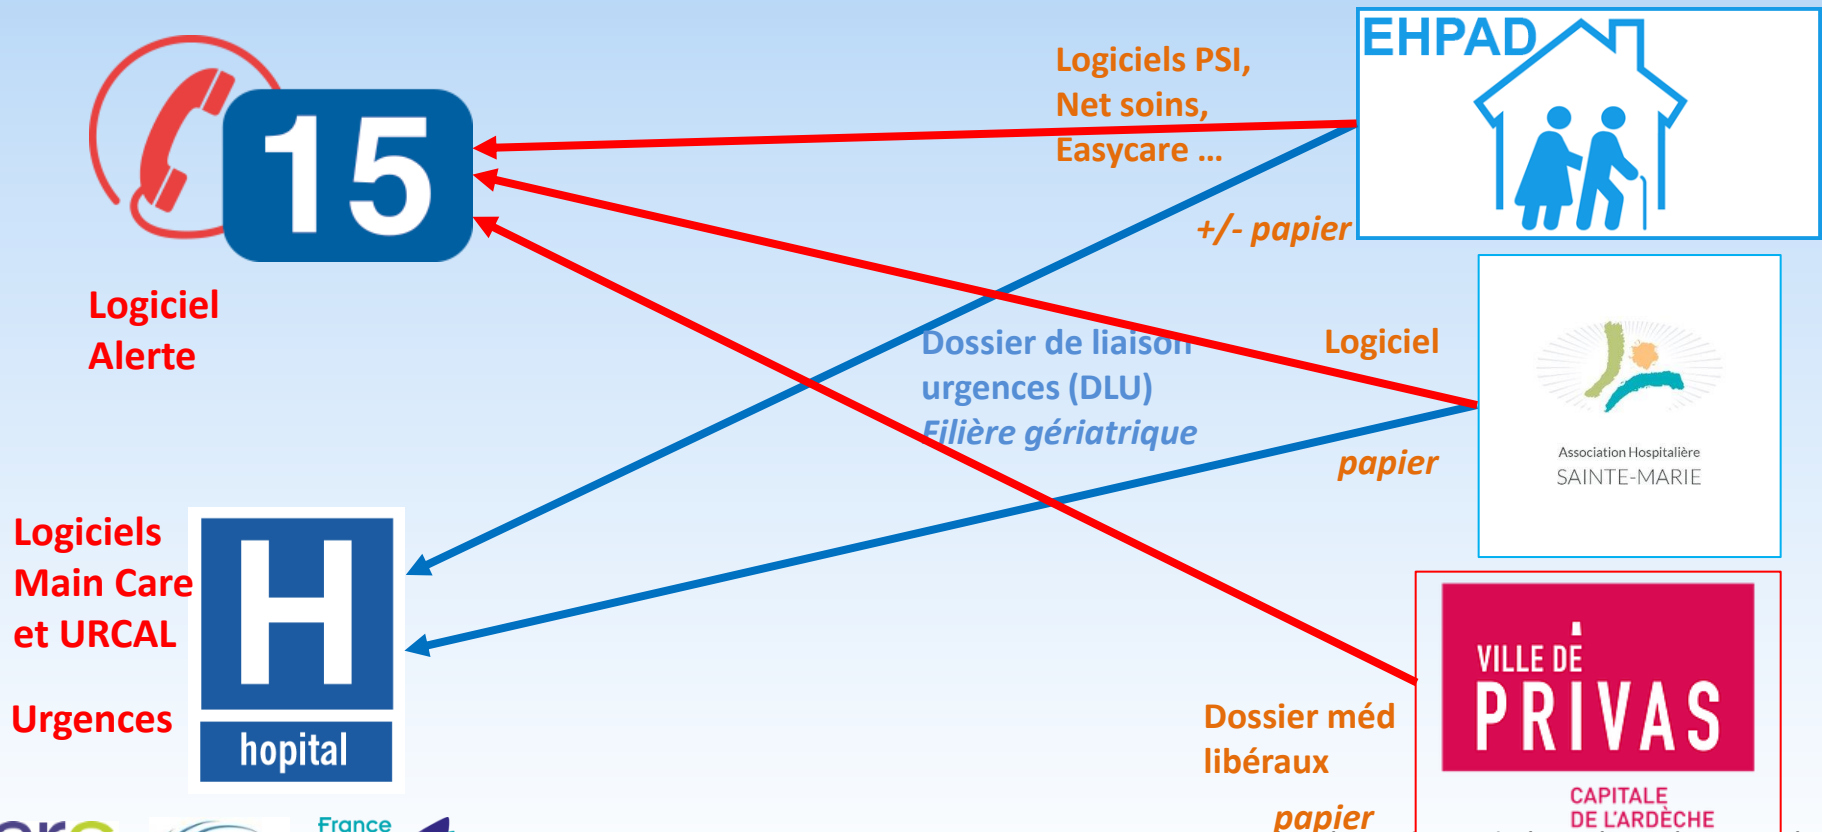 EHPAD
Logiciels PSI,
Net soins,
Easycare ...
+/- papier
15
Logiciel
Alerte
Dossier de liaison
urgences (DLU)
Filière gériatrique
Logiciel
papier
Association Hospitalière
SAINTE-MARIE
Logiciels
Main Care
et URCAL
Urgences
H
hopital
VILLE DE
PRIVAS
CAPITALE
DE L'ARDÈCHE
Dossier méd
libéraux
papier
France